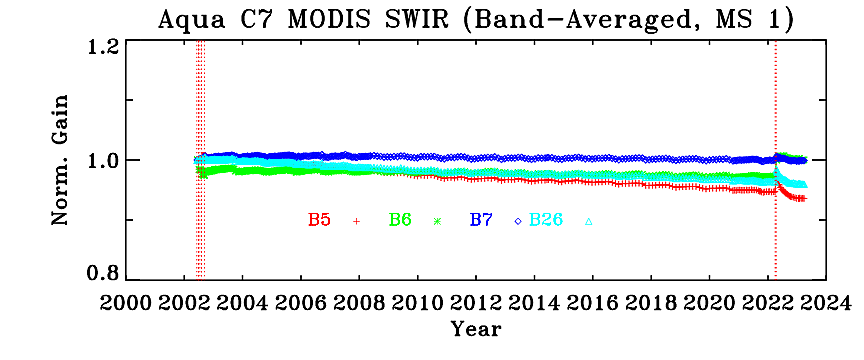 Aqua C7 MODIS SWIR (Band-Averaged, MS 1)
1.2
1.0
0.8
Norm. Gain
B5 B6 B7 B26
2000 2002 2004 2006 2008 2010 2012 2014 2016 2018 2020 2022 2024
Year